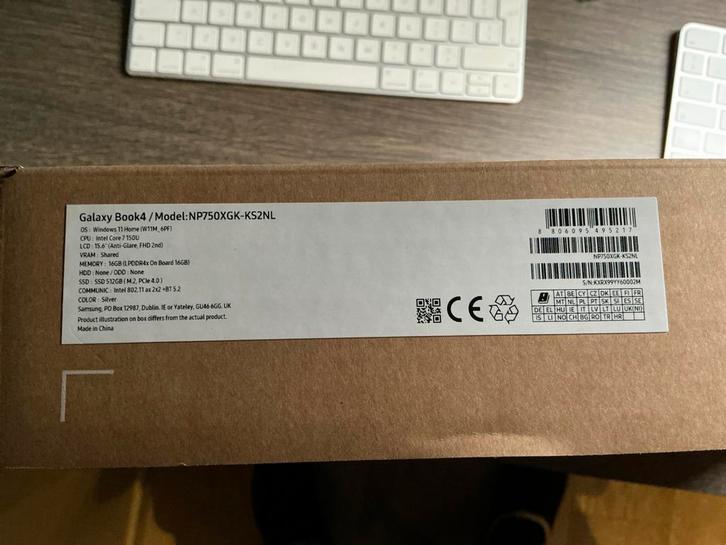 Galaxy Book4 / Model:NP750XGK-KS2NL
OS : Windows 11 Home (W11M_6PF)
CPU : Intel Core 7 150U
LCD : 15.6" (Anti-Glare, FHD 2nd)
VRAM : Shared
MEMORY : 16GB (LPDDR4x On Board 16GB)
HDD : None / ODD : None
SSD : SSD 512GB ( M.2, PCIe 4.0 )
COMMUNIC : Intel 802.11 ax 2x2 +BT 5.2
COLOR : Silver
Samsung, PO Box 12987, Dublin. IE or Yateley, GU46 6GG. UK
Product illustration on box differs from the actual product.
Made in China
8 806095 495217
NP750XGK-KS2NL
S/N:KXRX99YY60002M
CE
AT BE CY CZ DK EE FI FR
MT NL PL PT SK SI ES SE
DE EL HU IE IT LV LT LU UK(NI)
IS LI NO CH BG RO TR HR